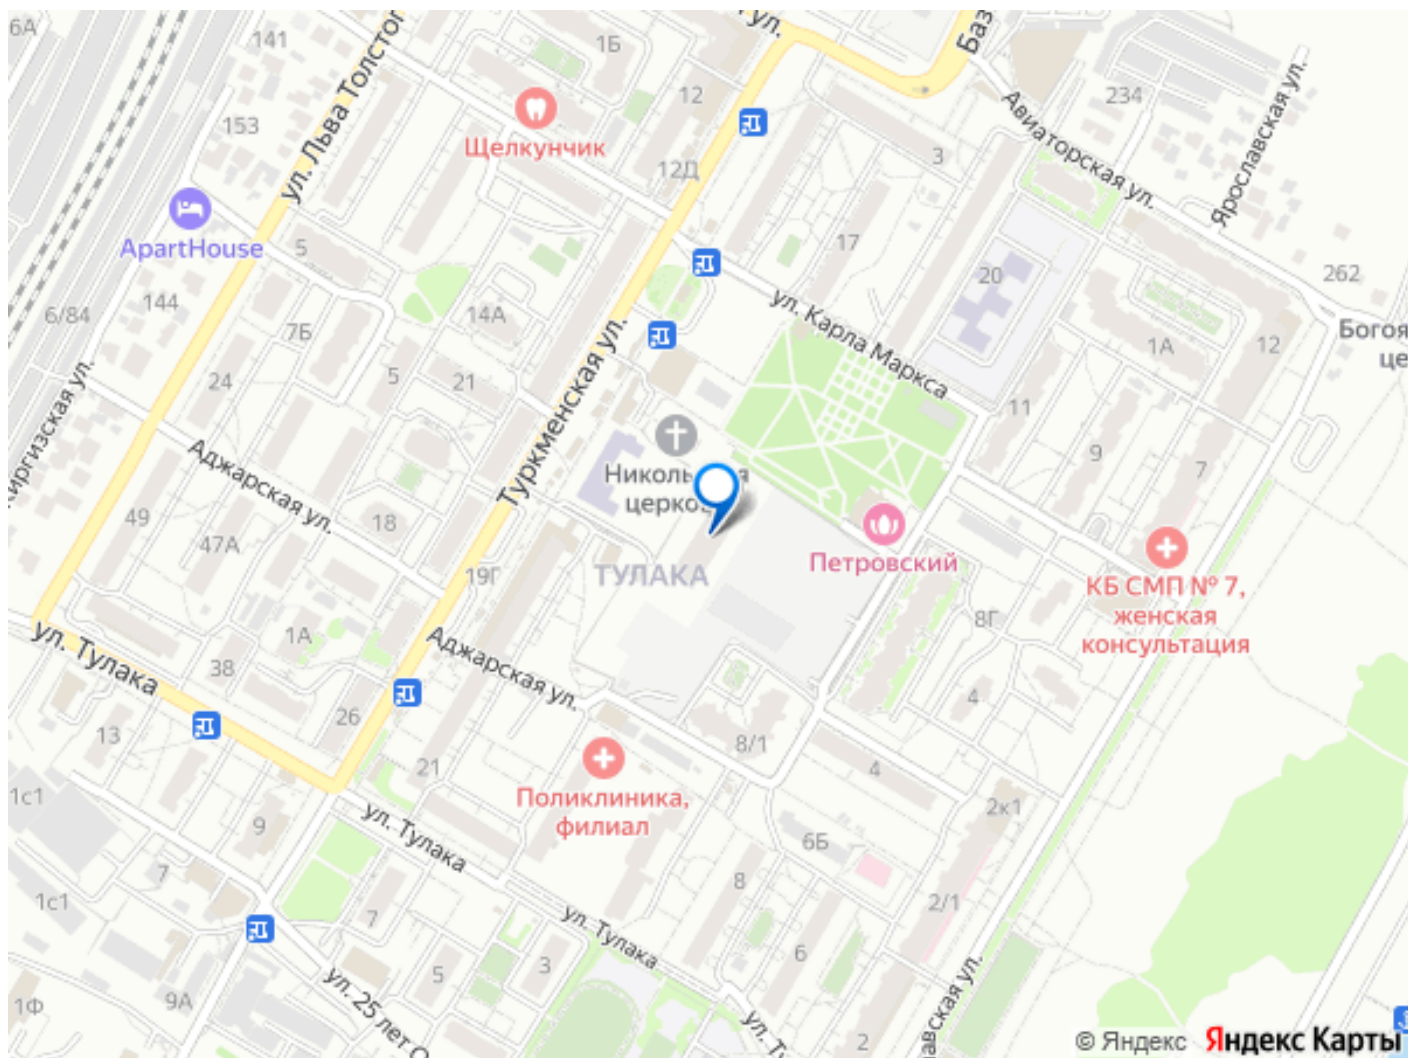 6А
141
1Б
Тул.
Баз
ул. Льва Толстог
12
234
153
Щелкунчик
12Д
3
Авиаторская ул.
Ярославская ул.
ApartHouse
5
17
20
262
144
6/84
7Б
14А
ул. Карла Маркса
1А
12
Богоя
це
24
5
21
Туркменская ул.
11
9
7
Киргизская ул.
Аджарская ул.
Николь
я
церко
49
47А
18
19Г
ТУЛАКА
Петровский
КБ СМП № 7,
женская
консультация
8Г
ул. Тулака
1А
38
Аджарская ул.
4
26
13
8/1
21
4
1с1
Поликлиника,
филиал
2к1
9
ул. Тулака
6Б
7
8
1с1
7
2/1
ул. Тулака
6
5
3
ул. 25 лет О
9А
1Ф
ул. Ту
2
авская ул.
© Яндекс
Яндекс Карты